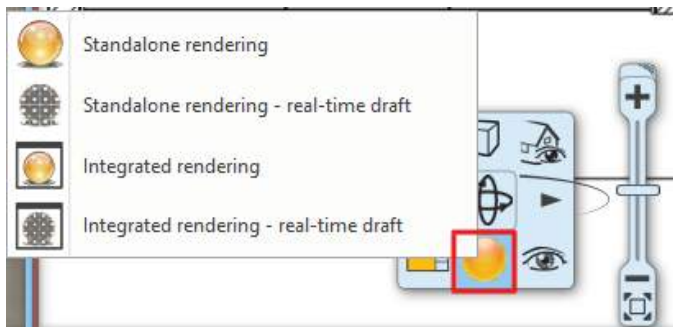 Standalone rendering
Standalone rendering - real-time draft
Integrated rendering
Integrated rendering - real-time draft